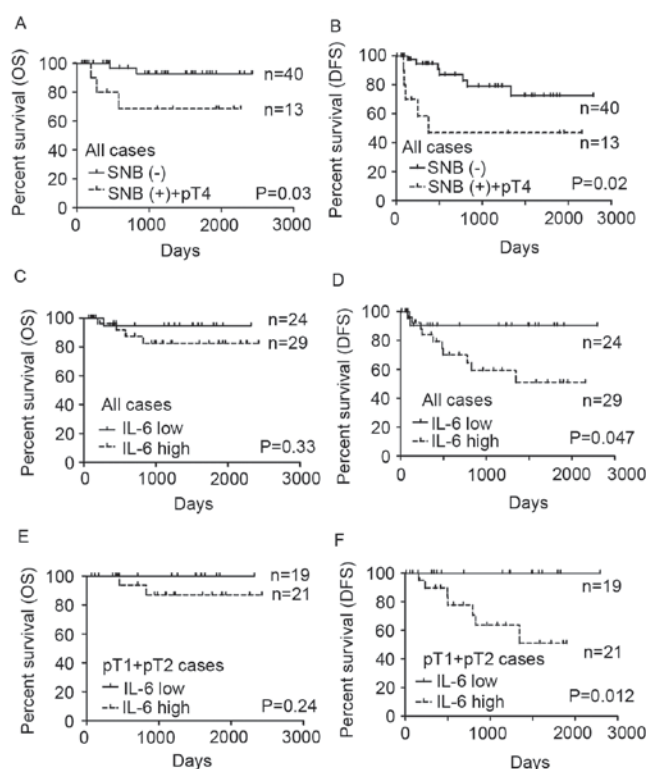 A
Percent survival (OS)
100
80
60
40
20
0
n=40
n=13
All cases
SNB (-)
SNB (+)+pT4
P=0.03
0
1000
2000
3000
Days
B
Percent survival (DFS)
100
80
60
40
20
0
n=40
n=13
All cases
SNB (-)
SNB (+)+pT4
P=0.02
0
1000
2000
3000
Days
C
Percent survival (OS)
100
80
60
40
20
0
n=24
n=29
All cases
IL-6 low
IL-6 high
P=0.33
0
1000
2000
3000
Days
D
Percent survival (DFS)
100
80
60
40
20
0
n=24
n=29
All cases
IL-6 low
IL-6 high
P=0.047
0
1000
2000
3000
Days
E
Percent survival (OS)
100
80
60
40
20
0
n=19
n=21
pT1+pT2 cases
IL-6 low
IL-6 high
P=0.24
0
1000
2000
3000
Days
F
Percent survival (DFS)
100
80
60
40
20
0
n=19
n=21
pT1+pT2 cases
IL-6 low
IL-6 high
P=0.012
0
500
1000
1500
2000
2500
Days